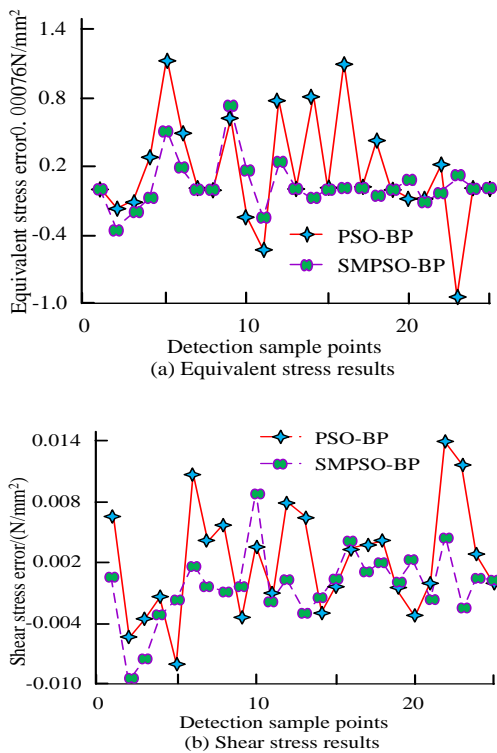 1.4
0.8
0.2
-0.4
-1.0
Equivalent stress error0. 00076N/mm²
PSO-BP
SMPSO-BP
0 10 20
Detection sample points
(a) Equivalent stress results
0.014
0.008
0.002
-0.004
-0.010
Shear stress error/(N/mm²)
PSO-BP
SMPSO-BP
0 10 20
Detection sample points
(b) Shear stress results